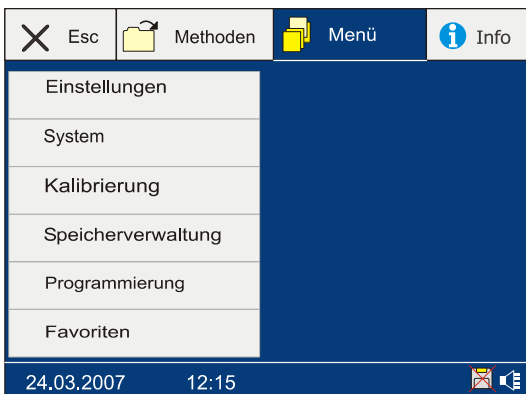 Esc Methoden Menü Info
Einstellungen
System
Kalibrierung
Speicherverwaltung
Programmierung
Favoriten
24.03.2007 12:15